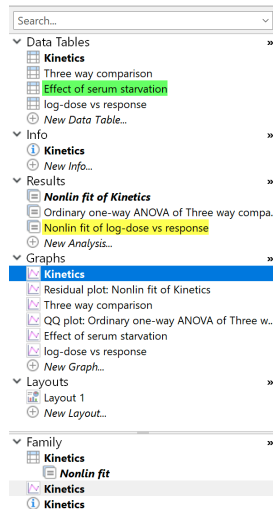 Search...
Data Tables
Kinetics
Three way comparison
Effect of serum starvation
log-dose vs response
New Data Table...
Info
Kinetics
New Info...
Results
Nonlin fit of Kinetics
Ordinary one-way ANOVA of Three way compa...
Nonlin fit of log-dose vs response
New Analysis...
Graphs
Kinetics
Residual plot: Nonlin fit of Kinetics
Three way comparison
QQ plot: Ordinary one-way ANOVA of Three w...
Effect of serum starvation
log-dose vs response
New Graph...
Layouts
Layout 1
New Layout...
Family
Kinetics
Nonlin fit
Kinetics
Kinetics